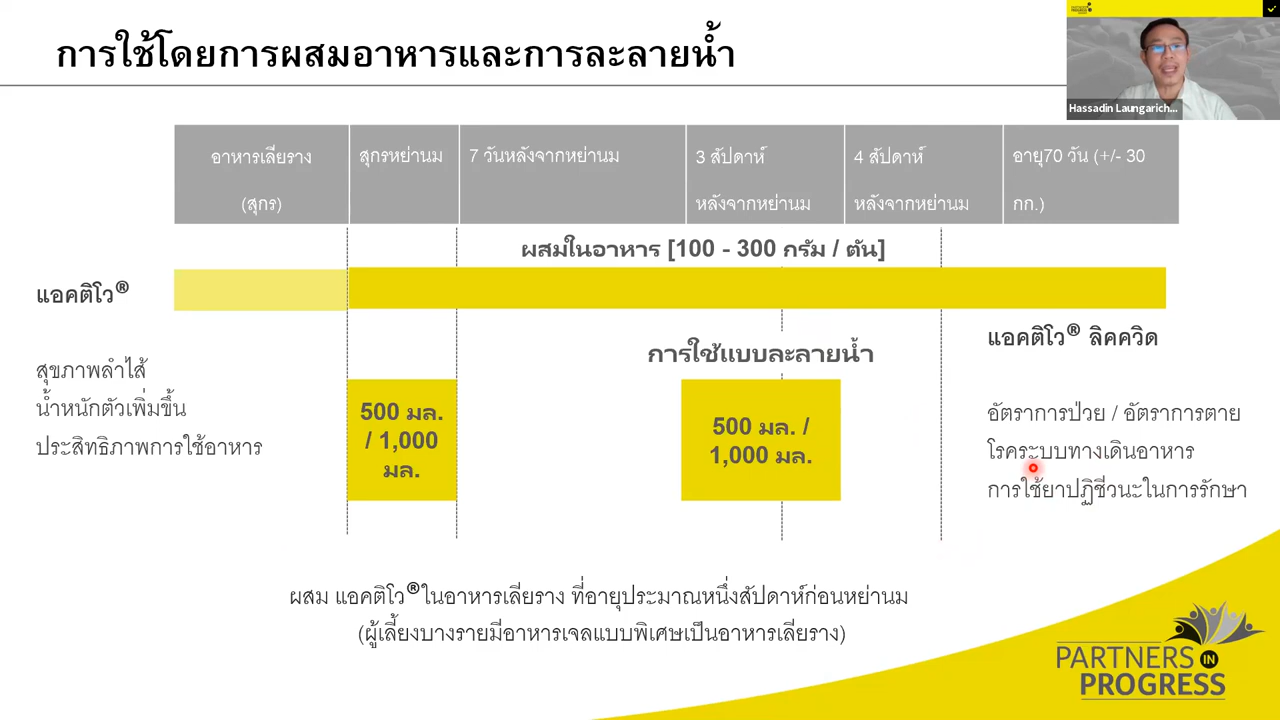 การใช้โดยการผสมอาหารและการละลายน้ำ
PARTNERS IN PROGRESS
Hassadin Laungarich...
อาหารเลียราง
(สุกร)
สุกรหย่านม
7 วันหลังจากหย่านม
3 สัปดาห์
หลังจากหย่านม
4 สัปดาห์
หลังจากหย่านม
อายุ70 วัน (+/- 30
กก.)
ผสมในอาหาร [100 - 300 กรัม / ตัน]
แอคติโว®
สุขภาพลำไส้
น้ำหนักตัวเพิ่มขึ้น
ประสิทธิภาพการใช้อาหาร
การใช้แบบละลายน้ำ
500 มล.
/ 1,000
มล.
500 มล. /
1,000 มล.
แอคติโว® ลิควิด
อัตราการป่วย / อัตราการตาย
โรคระบบทางเดินอาหาร
การใช้ยาปฏิชีวนะในการรักษา
ผสม แอคติโว®ในอาหารเลียราง ที่อายุประมาณหนึ่งสัปดาห์ก่อนหย่านม
(ผู้เลี้ยงบางรายมีอาหารเจลแบบพิเศษเป็นอาหารเลียราง)
PARTNERS IN
PROGRESS